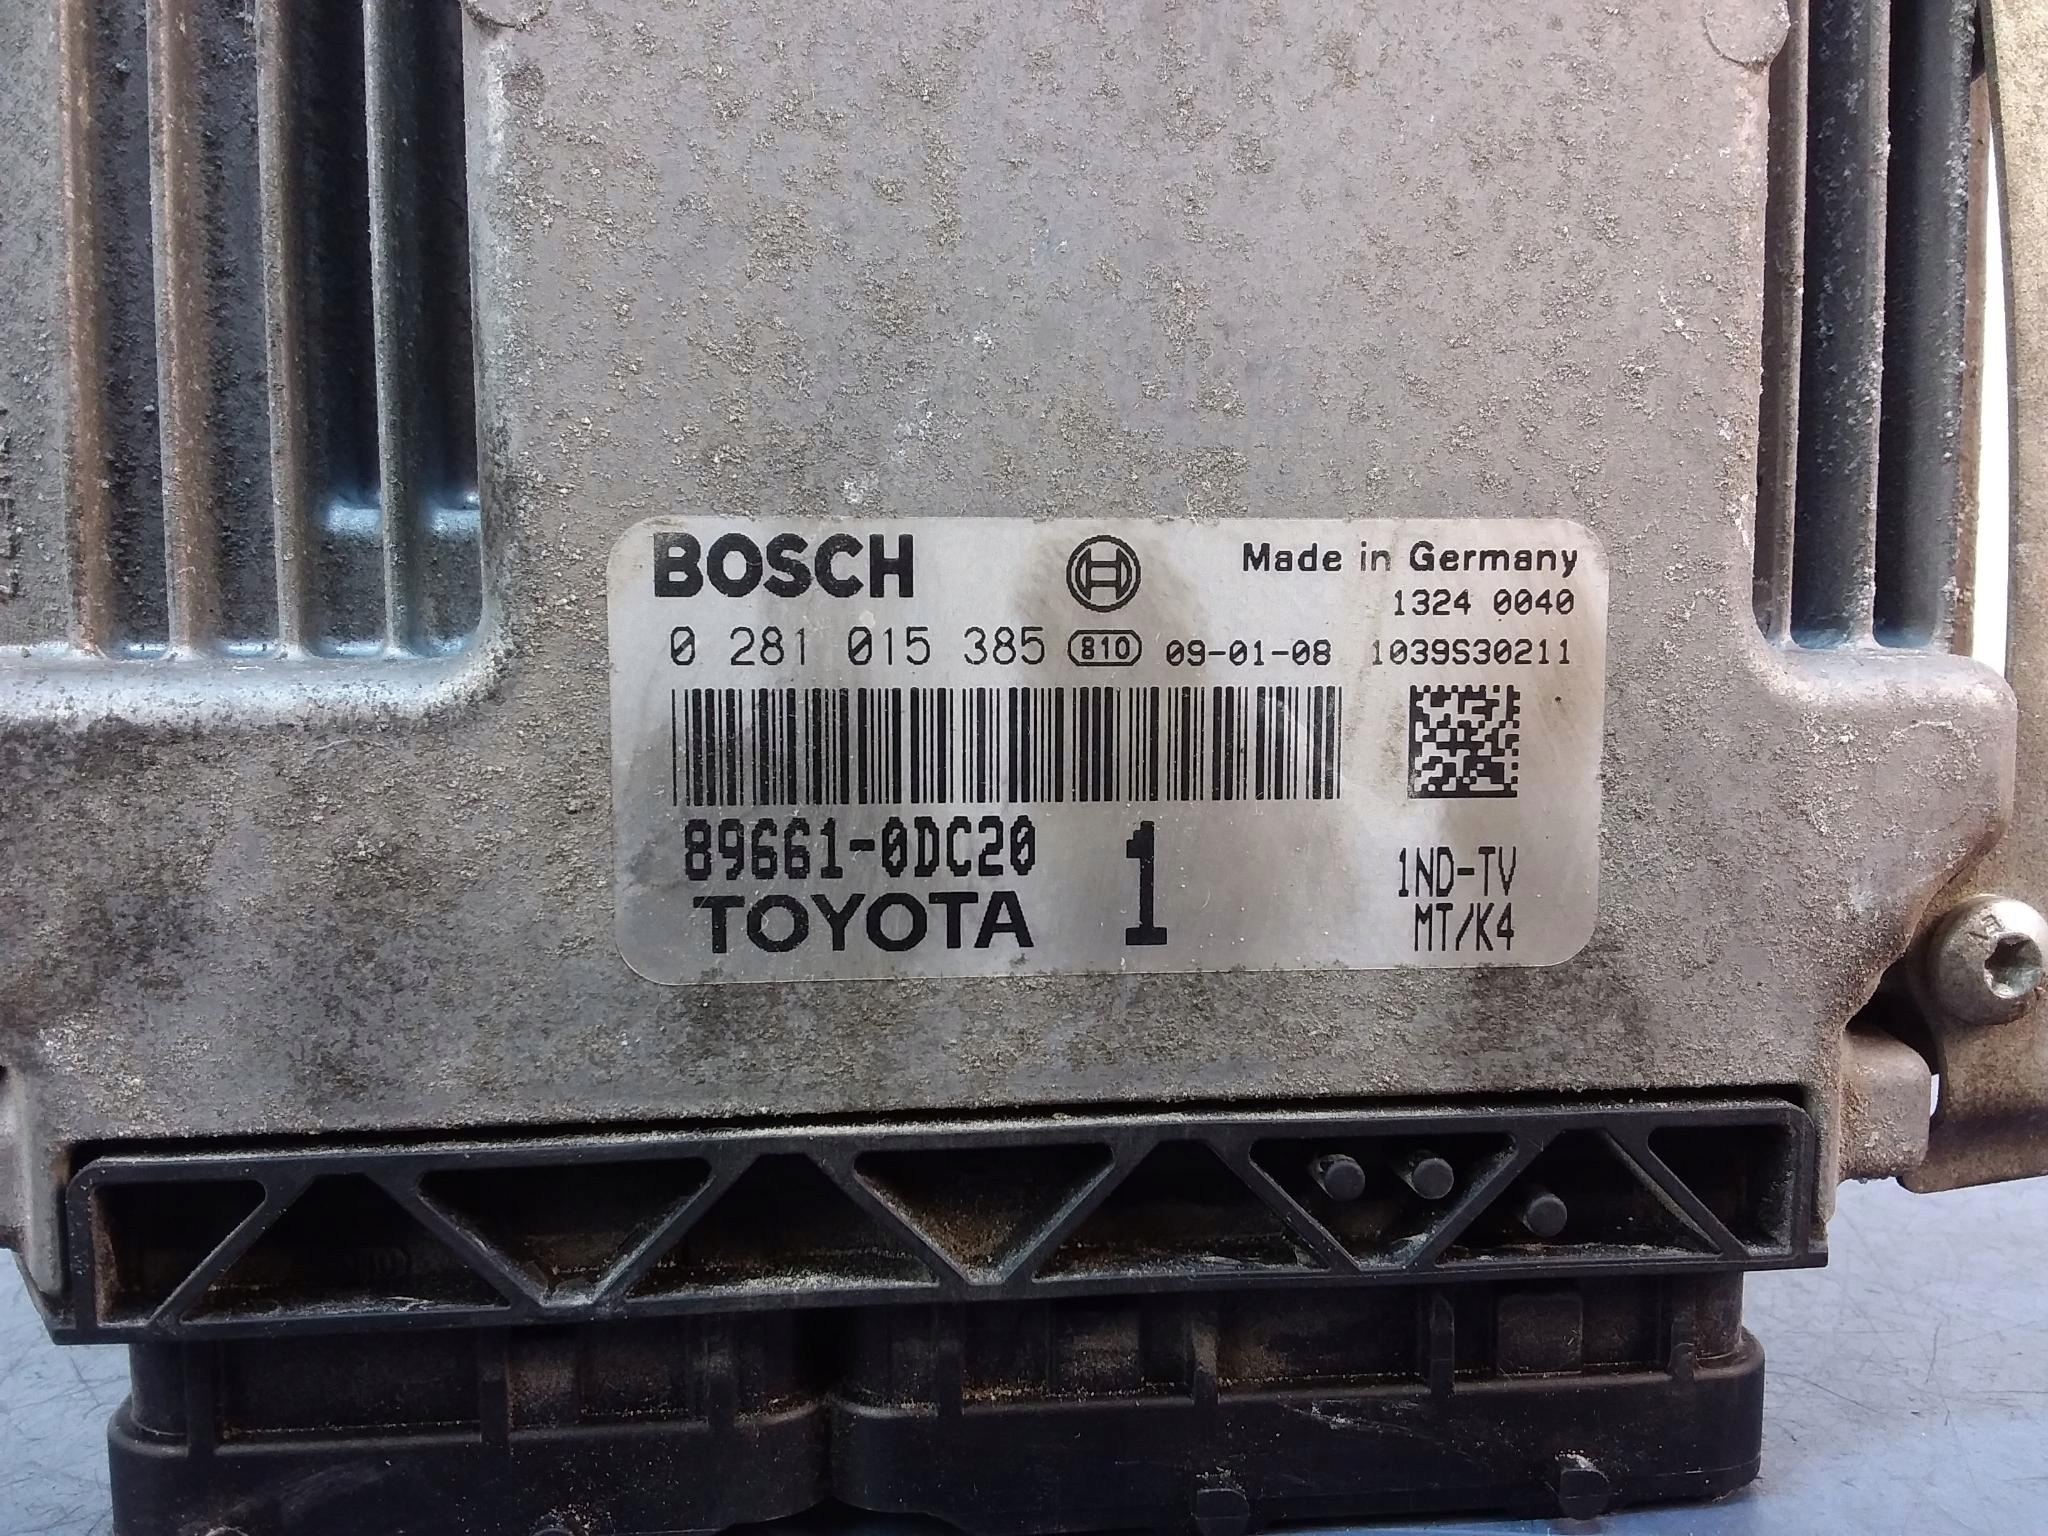 BOSCH
Made in Germany
1324 0040
0 281 015 385 810 09-01-08 1039S30211
89661-0DC20 1
TOYOTA
1ND-TV
MT/K4